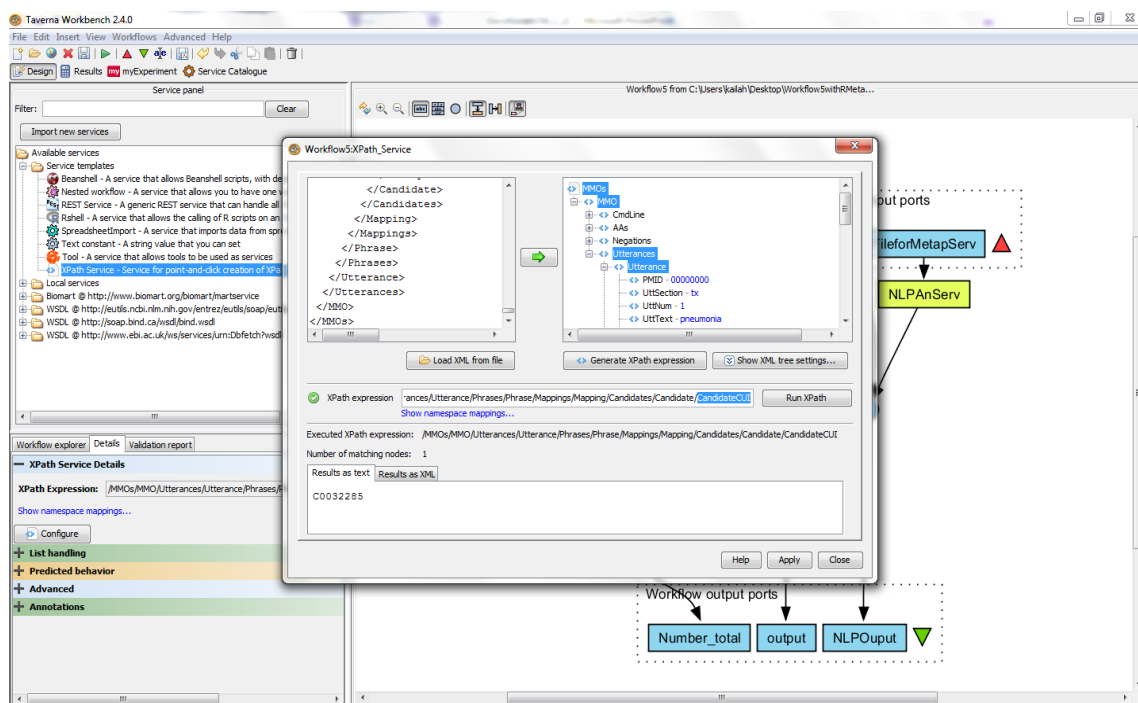 Taverna Workbench 2.4.0
File Edit Insert View Workflows Advanced Help
Design Results my myExperiment Service Catalogue
Service panel
Filter: Clear
Import new services
Available services
Service templates
Beanshell - A service that allows Beanshell scripts, with de
Nested workflow - A service that allows you to have one w
REST Service - A generic REST service that can handle all
Rshell - A service that allows the calling of R scripts on an
SpreadsheetImport - A service that imports data from spre
Text constant - A string value that you can set
Tool - A service that allows tools to be used as services
XPath Service - Service for point-and-click creation of XPa
Local services
Biomart @ http://www.biomart.org/biomart/martservice
WSDL @ http://eutils.ncbi.nlm.nih.gov/entrez/eutils/soap/euti
WSDL @ http://soap.bind.ca/wsdl/bind.wsdl
WSDL @ http://www.ebi.ac.uk/ws/services/urn:Dbfetch?wsdl
Workflow explorer Details Validation report
XPath Service Details
XPath Expression: /MMOs/MMO/Utterances/Utterance/Phrases/P
Show namespace mappings...
Configure
List handling
Predicted behavior
Advanced
Annotations
Workflow5 from C:\Users\kailah\Desktop\Workflow5withRMeta...
Workflow5:XPath_Service
</Candidate>
</Candidates>
</Mapping>
</Mappings>
</Phrase>
</Phrases>
</Utterance>
</Utterances>
</MMO>
</MMOs>
MMOs
MMO
CmdLine
AAs
Negations
Utterances
Utterance
PMID - 00000000
UttSection - tx
UttNum - 1
UttText - pneumonia
Load XML from file
Generate XPath expression
Show XML tree settings...
XPath expression ances/Utterance/Phrases/Phrase/Mappings/Mapping/Candidates/Candidate/CandidateCUI Run XPath
Show namespace mappings...
Executed XPath expression: /MMOs/MMO/Utterances/Utterance/Phrases/Phrase/Mappings/Mapping/Candidates/Candidate/CandidateCUI
Number of matching nodes: 1
Results as text Results as XML
C0032285
Help Apply Close
put ports
ileforMetapServ
NLPAnServ
Workflow output ports
Number_total output NLPOuput